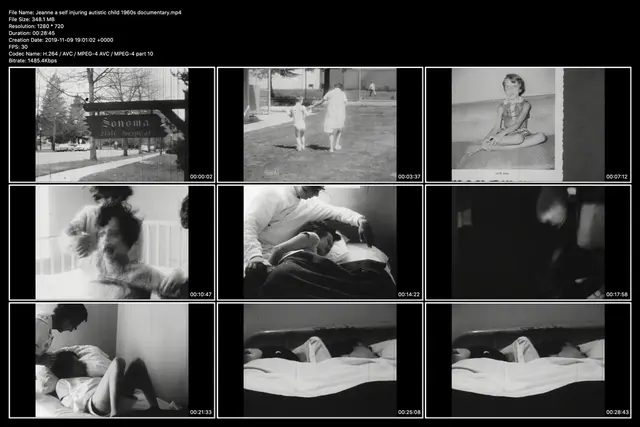 File Name: Jeanne a self injuring autistic child 1960s documentary.mp4
File Size: 348.1 MB
Resolution: 1280 * 720
Duration: 00:28:45
Creation Date: 2019-11-09 19:01:02 +0000
FPS: 30
Codec Name: H.264 / AVC / MPEG-4 AVC / MPEG-4 part 10
Bitrate: 1485.4Kbps
Sonoma
State Hospital
00:00:02
00:03:37
00:07:12
00:10:47
00:14:22
00:17:58
00:21:33
00:25:08
00:28:43